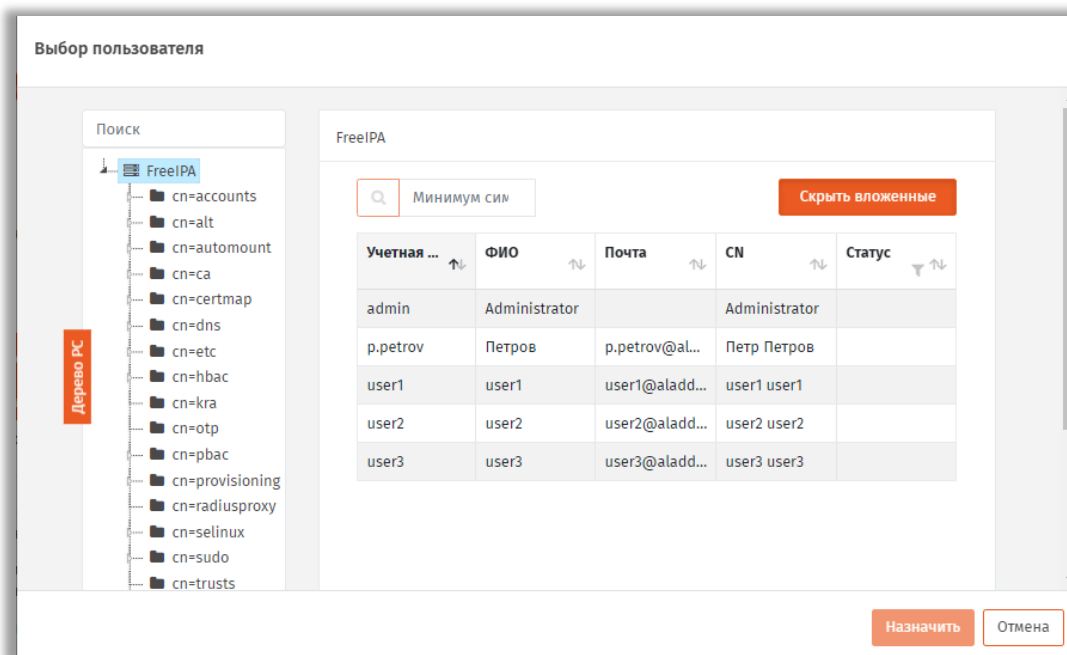 Выбор пользователя
Поиск
FreeIPA
cn=accounts
cn=alt
cn=automount
cn=ca
cn=certmap
cn=dns
cn=etc
cn=hbac
cn=kra
cn=otp
cn=pbac
cn=provisioning
cn=radiusproxy
cn=selinux
cn=sudo
cn=trusts
Дерево РС
FreeIPA
Минимум сим
Скрыть вложенные
Учетная ... ФИО Почта CN Статус
admin Administrator Administrator
p.petrov Петров p.petrov@al... Петр Петров
user1 user1 user1@aladd... user1 user1
user2 user2 user2@aladd... user2 user2
user3 user3 user3@aladd... user3 user3
Назначить Отмена